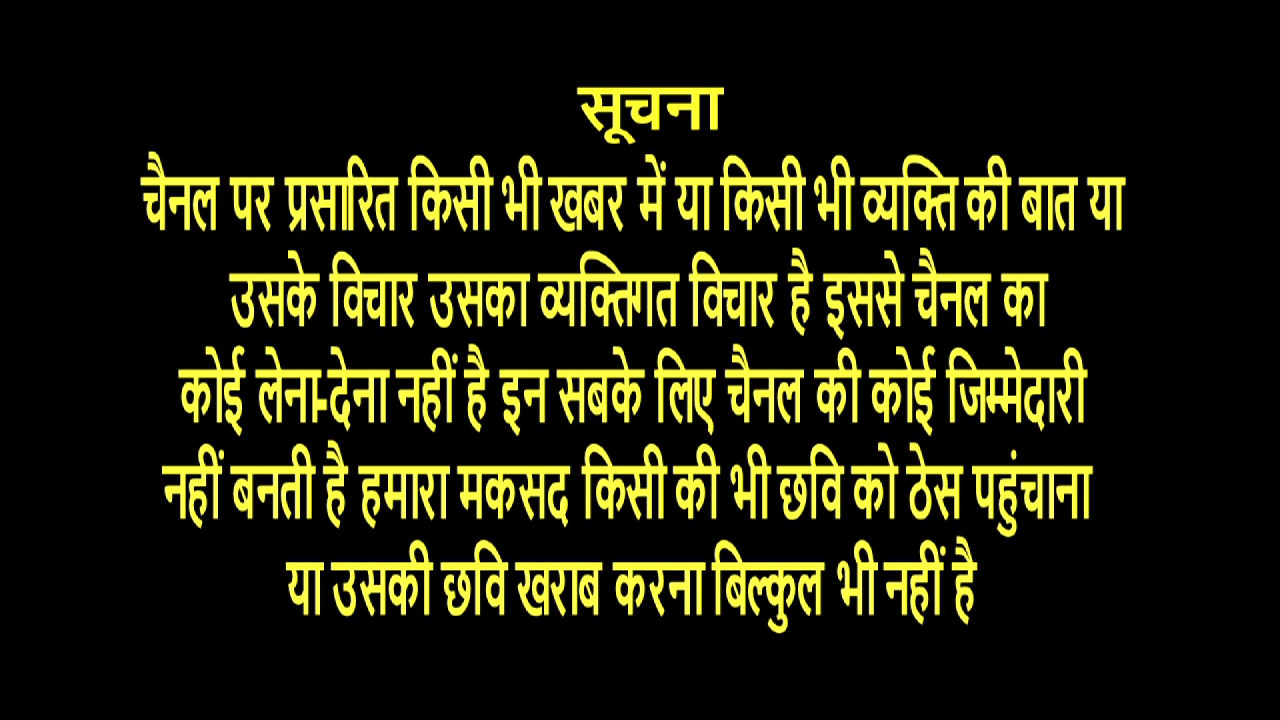 सूचना
चैनल पर प्रसारित किसी भी खबर में या किसी भी व्यक्ति की बात या
उसके विचार उसका व्यक्तिगत विचार है इससे चैनल का
कोई लेना-देना नहीं है इन सबके लिए चैनल की कोई जिम्मेदारी
नहीं बनती है हमारा मकसद किसी की भी छवि को ठेस पहुंचाना
या उसकी छवि खराब करना बिल्कुल भी नहीं है